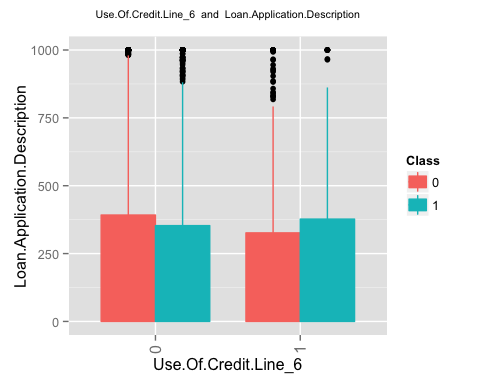 Use.Of.Credit.Line_6 and Loan.Application.Description
1000
750
500
250
0
Loan.Application.Description
0
1
Use.Of.Credit.Line_6
Class
0
1